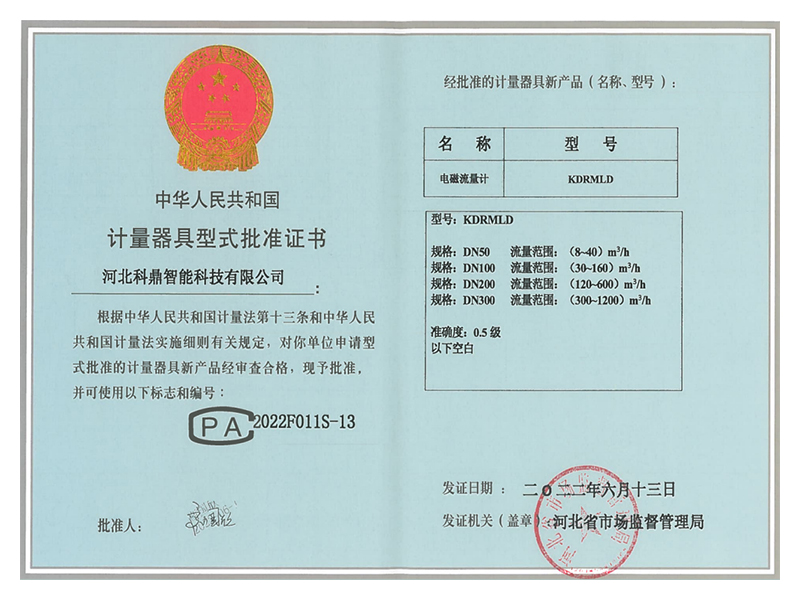 中华人民共和国
计量器具型式批准证书
河北科鼎智能科技有限公司 :
根据中华人民共和国计量法第十三条和中华人民
共和国计量法实施细则有关规定，对你单位申请型
式批准的计量器具新产品经审查合格，现予批准，
并可使用以下标志和编号：
CPA 2022F011S-13
批准人：
经批准的计量器具新产品（名称、型号）：
名 称 型 号
电磁流量计 KDRMLD
型号：KDRMLD
规格：DN50 流量范围：（8~40）m³/h
规格：DN100 流量范围：（30~160）m³/h
规格：DN200 流量范围：（120~600）m³/h
规格：DN300 流量范围：（300~1200）m³/h
准确度：0.5 级
以下空白
发证日期 ： 二〇二二年六月十三日
发证机关（盖章）：河北省市场监督管理局